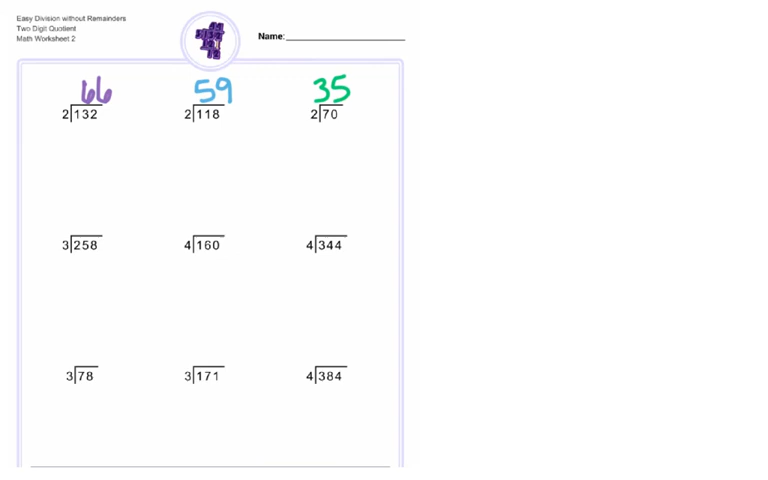 Easy Division without Remainders
Two Digit Quotient
Math Worksheet 2
Name:
66 59 35
2 132 2 118 2 70
3 258 4 160 4 344
3 78 3 171 4 384